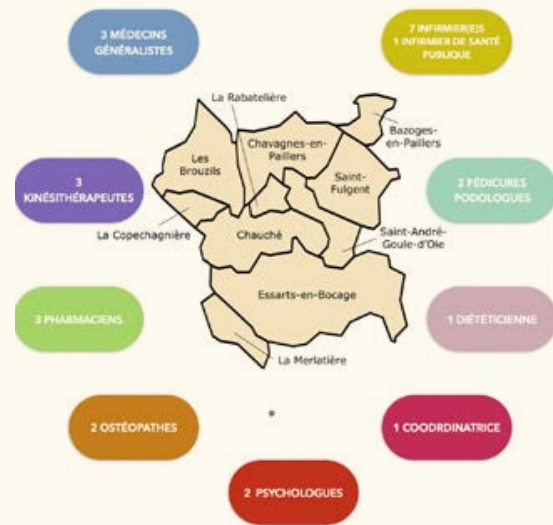 3 MÉDECINS
GÉNÉRALISTES
7 INFIRMIER(E)S
1 INFIRMIER DE SANTÉ
PUBLIQUE
La Rabatelière
Bazoges-
en-Paillers
Chavagnes-en-
Paillers
Les
Brouzils
Saint-
Fulgent
3
KINÉSITHÉRAPEUTES
2 PÉDICURES
PODOLOGUES
La Copechagnière
Chauché
Saint-André-
Goule-d'Oie
Essarts-en-Bocage
3 PHARMACIENS
1 DIÉTÉTICIENNE
La Merlatière
2 OSTÉOPATHES
1 COODRDINATRICE
2 PSYCHOLOGUES